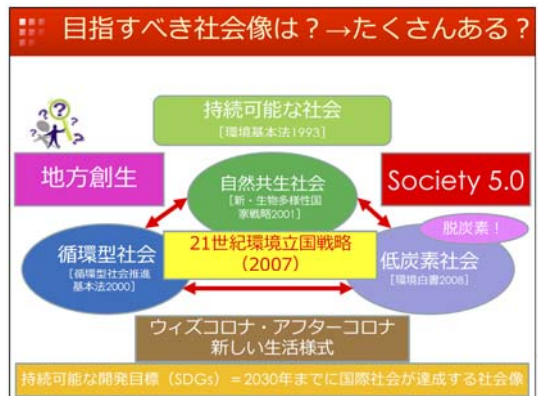 目指すべき社会像は？→たくさんある？
持続可能な社会
［環境基本法1993］
地方創生
自然共生社会
［新・生物多様性国
家戦略2001］
Society 5.0
脱炭素！
21世紀環境立国戦略
（2007）
循環型社会
［循環型社会推進
基本法2000］
低炭素社会
［環境白書2008］
ウィズコロナ・アフターコロナ
新しい生活様式
持続可能な開発目標（SDGs）＝2030年までに国際社会が達成する社会像